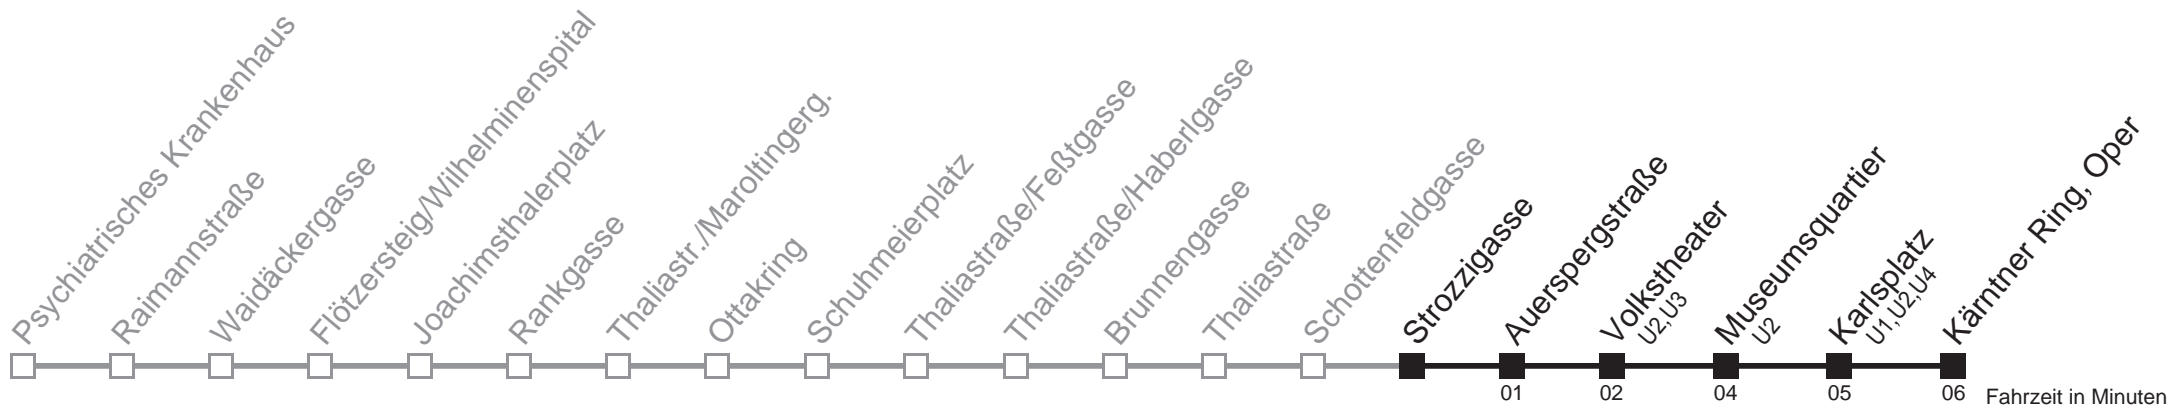 Psychiatrisches Krankenhaus
Raimannstraße
Waidäckergasse
Flötzersteig/Wilhelminenspital
Joachimsthalerplatz
Rankgasse
Thaliastr./Maroltingerg.
Ottakring
Schuhmeierplatz
Thaliastraße/Feßtgasse
Thaliastraße/Haberlgasse
Brunnengasse
Thaliastraße
Schottenfeldgasse
Strozzigasse
Auerspergstraße
Volkstheater
U2,U3
Museumsquartier
U2
Karlsplatz
U1,U2,U4
Kärntner Ring, Oper
01 02 04 05 06 Fahrzeit in Minuten